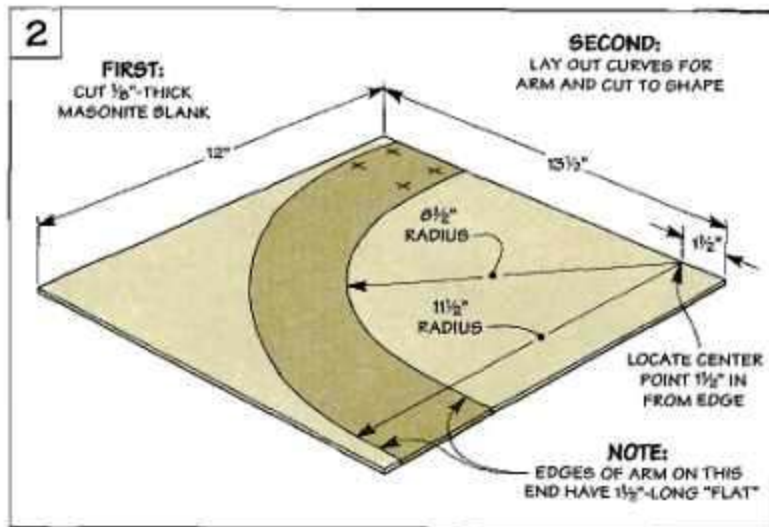 2
FIRST:
CUT ⅛"-THICK
MASONITE BLANK
SECOND:
LAY OUT CURVES FOR
ARM AND CUT TO SHAPE
12"
13½"
1½"
8½"
RADIUS
11½"
RADIUS
LOCATE CENTER
POINT 1½" IN
FROM EDGE
NOTE:
EDGES OF ARM ON THIS
END HAVE 1½"-LONG "FLAT"